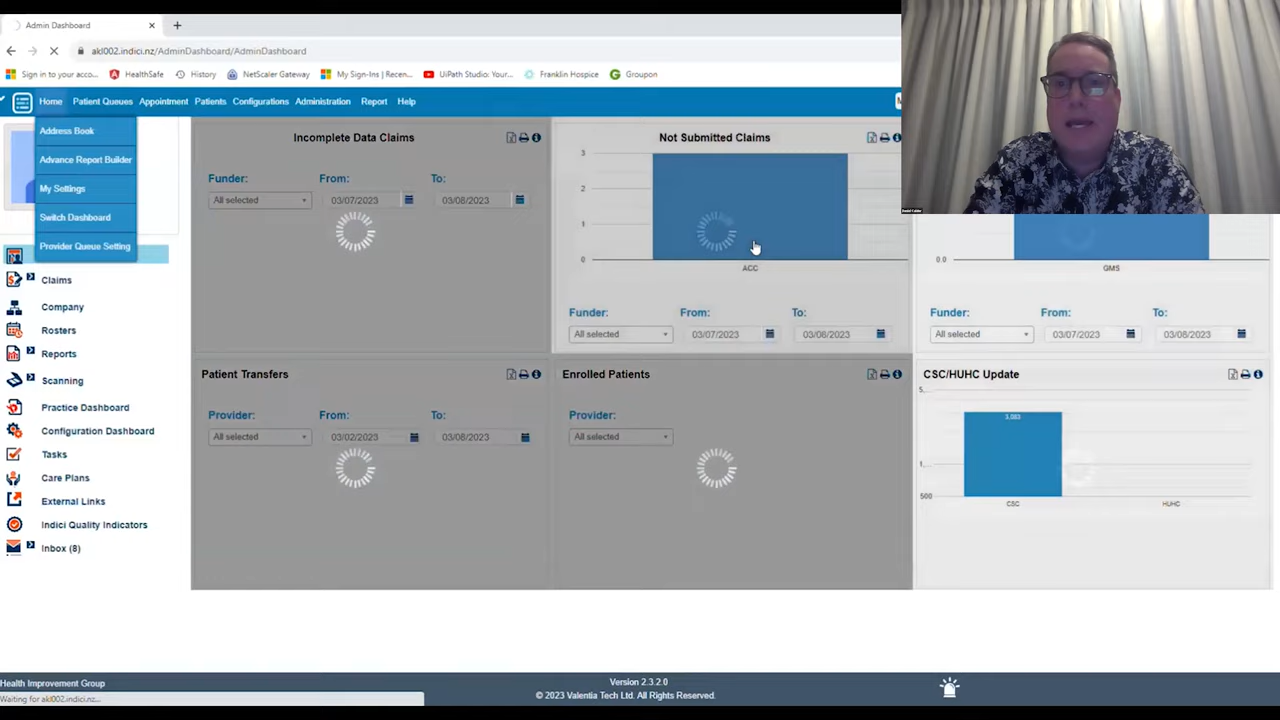 Admin Dashboard
akl002.indici.nz/AdminDashboard/AdminDashboard
Sign in to your acco... HealthSafe History NetScaler Gateway My Sign-Ins | Recen... UiPath Studio: Your... Franklin Hospice Groupon
Home Patient Queues Appointment Patients Configurations Administration Report Help
Address Book
Advance Report Builder
My Settings
Switch Dashboard
Provider Queue Setting
Claims
Company
Rosters
Reports
Scanning
Practice Dashboard
Configuration Dashboard
Tasks
Care Plans
External Links
Indici Quality Indicators
Inbox (8)
Incomplete Data Claims
Funder: From: To:
All selected 03/07/2023 03/08/2023
Not Submitted Claims
3
2
1
0
ACC
Funder: From: To:
All selected 03/07/2023 03/08/2023
0.0
GMS
Funder: From: To:
All selected 03/07/2023 03/08/2023
Patient Transfers
Provider: From: To:
All selected 03/02/2023 03/08/2023
Enrolled Patients
Provider:
All selected
CSC/HUHC Update
5...
1...
500
CSC HUHC
Health Improvement Group
Waiting for akl002.indici.nz...
Version 2.3.2.0
© 2023 Valentia Tech Ltd. All Rights Reserved.